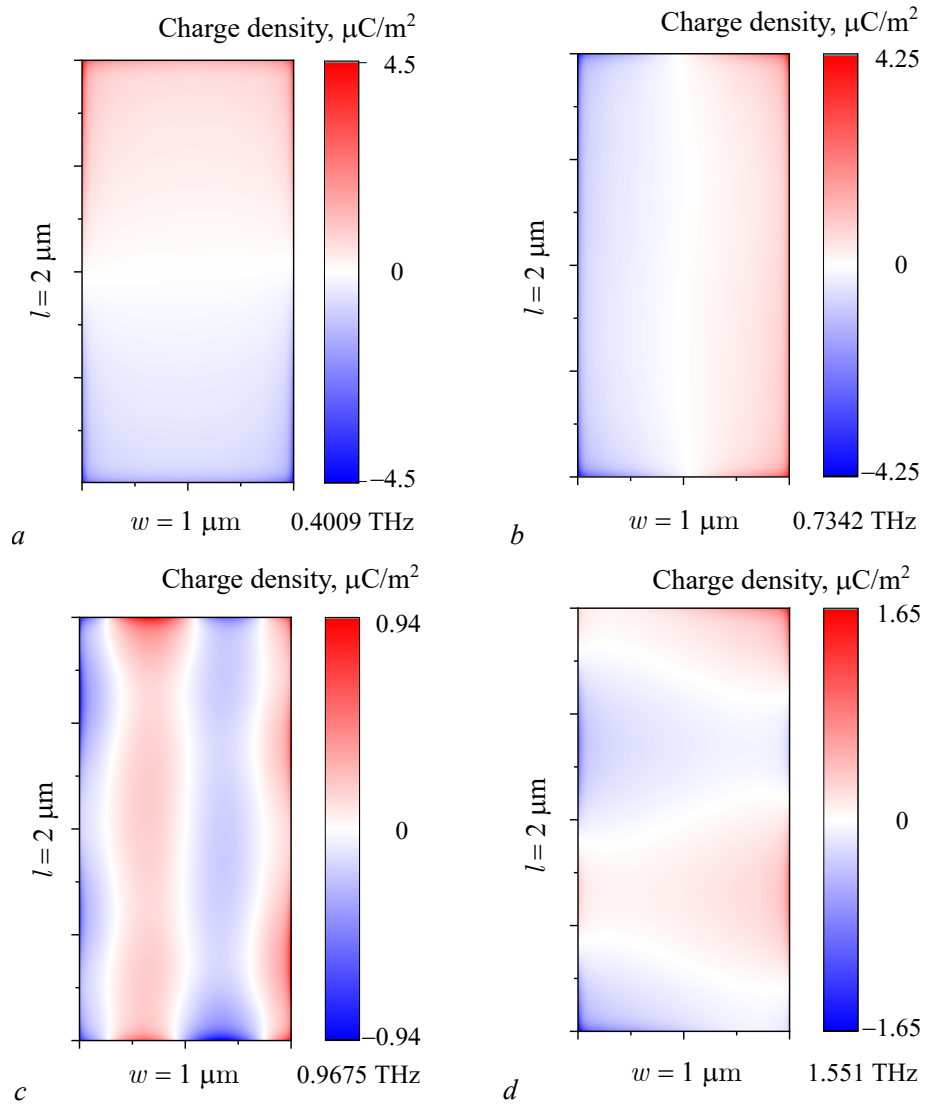 Charge density, μC/m²
4.5
0
−4.5
l = 2 μm
w = 1 μm
0.4009 THz
a
Charge density, μC/m²
4.25
0
−4.25
l = 2 μm
w = 1 μm
0.7342 THz
b
Charge density, μC/m²
0.94
0
−0.94
l = 2 μm
w = 1 μm
0.9675 THz
c
Charge density, μC/m²
1.65
0
−1.65
l = 2 μm
w = 1 μm
1.551 THz
d